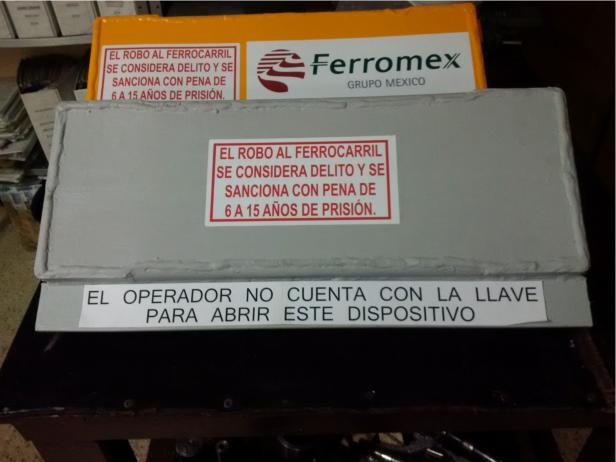 EL ROBO AL FERROCARRIL
SE CONSIDERA DELITO Y SE
SANCIONA CON PENA DE
6 A 15 AÑOS DE PRISIÓN.
Ferromex
GRUPO MEXICO
EL ROBO AL FERROCARRIL
SE CONSIDERA DELITO Y SE
SANCIONA CON PENA DE
6 A 15 AÑOS DE PRISIÓN.
EL OPERADOR NO CUENTA CON LA LLAVE
PARA ABRIR ESTE DISPOSITIVO